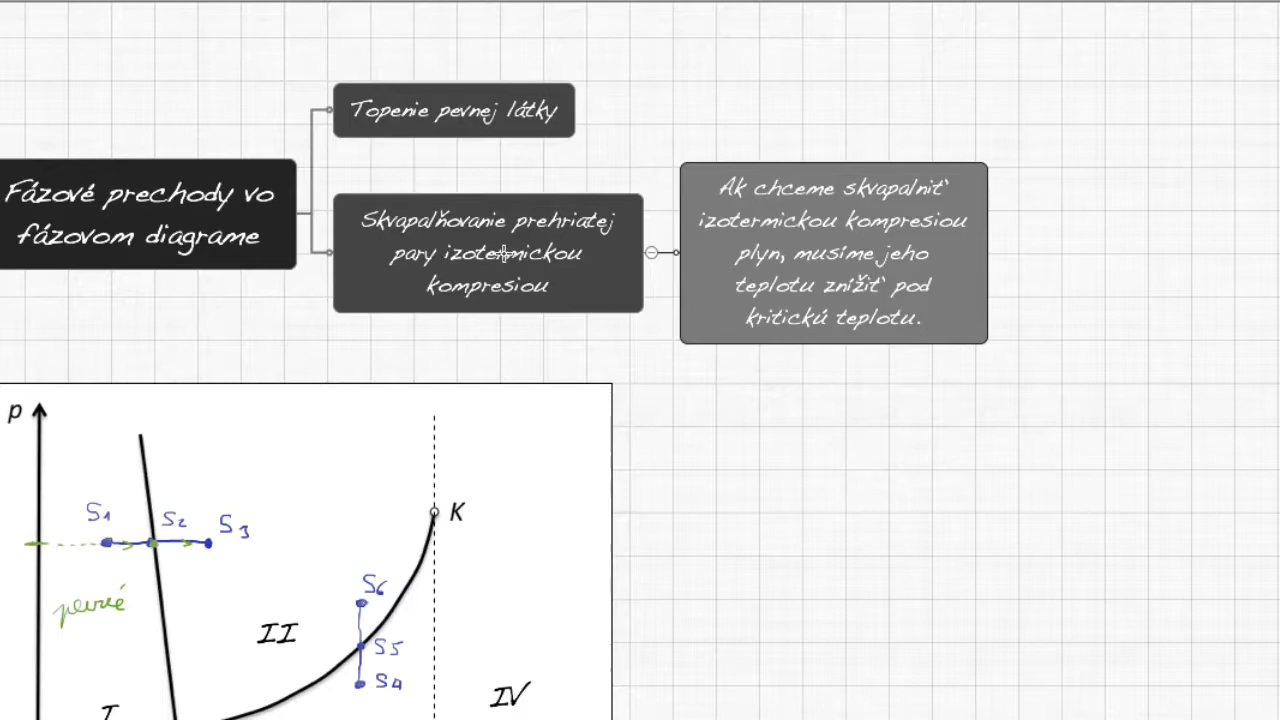 Topenie pevnej látky
Fázové prechody vo
fázovom diagrame
Skvapalňovanie prehriatej
pary izotermickou
kompresiou
Ak chceme skvapalniť
izotermickou kompresiou
plyn, musíme jeho
teplotu znížiť pod
kritickú teplotu.
p
K
S1
S2
S3
pevné
S6
II
S5
S4
IV
I